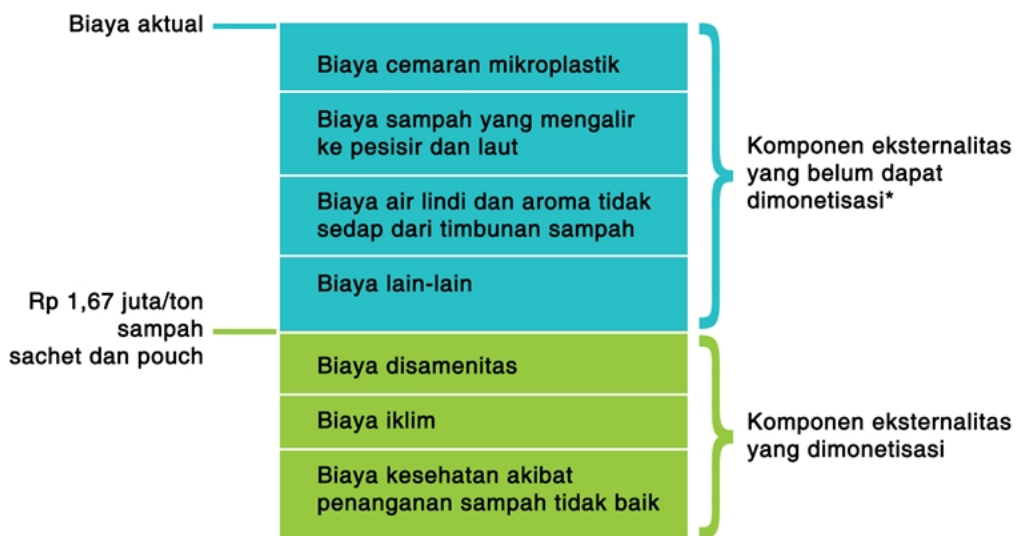 Biaya aktual
Biaya cemaran mikroplastik
Biaya sampah yang mengalir
ke pesisir dan laut
Biaya air lindi dan aroma tidak
sedap dari timbunan sampah
Biaya lain-lain
Komponen eksternalitas
yang belum dapat
dimonetisasi*
Rp 1,67 juta/ton
sampah
sachet dan pouch
Biaya disamenitas
Biaya iklim
Biaya kesehatan akibat
penanganan sampah tidak baik
Komponen eksternalitas
yang dimonetisasi